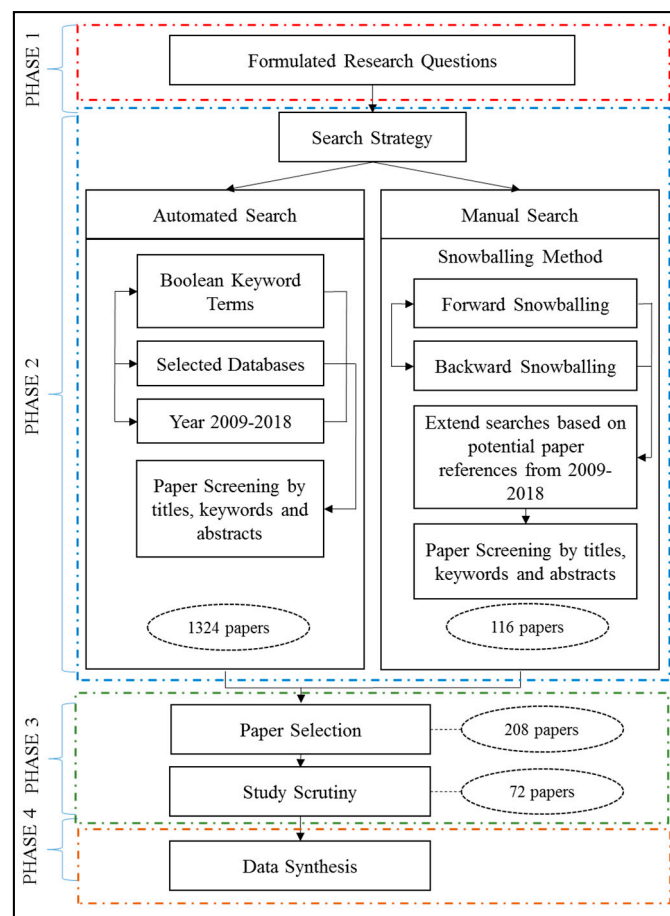 PHASE 1
Formulated Research Questions
PHASE 2
Search Strategy
Automated Search
Boolean Keyword
Terms
Selected Databases
Year 2009-2018
Paper Screening by
titles, keywords and
abstracts
1324 papers
Manual Search
Snowballing Method
Forward Snowballing
Backward Snowballing
Extend searches based on
potential paper
references from 2009-
2018
Paper Screening by titles,
keywords and abstracts
116 papers
PHASE 3
Paper Selection
208 papers
Study Scrutiny
72 papers
PHASE 4
Data Synthesis